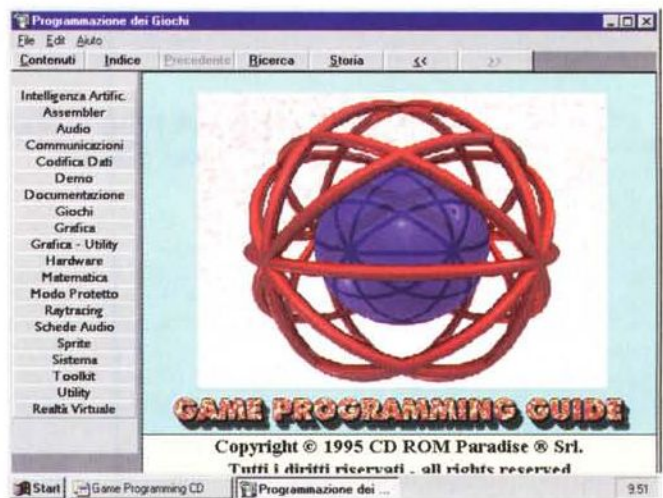 Programmazione dei Giochi
File Edit Aiuto
Contenuti Indice Precedente Ricerca Storia << >>
Intelligenza Artific.
Assembler
Audio
Communicazioni
Codifica Dati
Demo
Documentazione
Giochi
Grafica
Grafica - Utility
Hardware
Matematica
Modo Protetto
Raytracing
Schede Audio
Sprite
Sistema
Toolkit
Utility
Realtà Virtuale
GAME PROGRAMMING GUIDE
Copyright © 1995 CD ROM Paradise ® Srl.
Tutti i diritti riservati - all rights reserved
Start Game Programming CD Programmazione dei ... 9.51